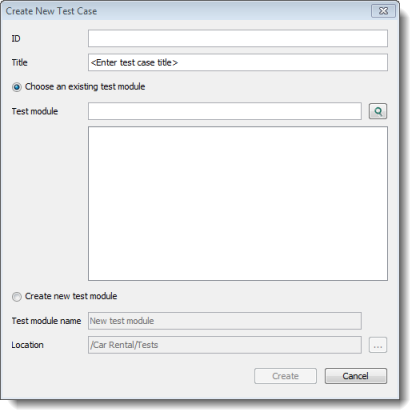 Create New Test Case
ID
Title <Enter test case title>
Choose an existing test module
Test module
Create new test module
Test module name New test module
Location /Car Rental/Tests ...
Create Cancel